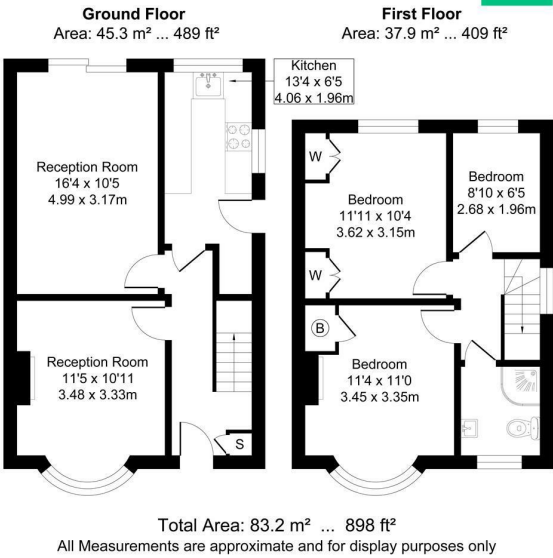 Ground Floor
Area: 45.3 m² ... 489 ft²
First Floor
Area: 37.9 m² ... 409 ft²
Kitchen
13'4 x 6'5
4.06 x 1.96m
Reception Room
16'4 x 10'5
4.99 x 3.17m
Reception Room
11'5 x 10'11
3.48 x 3.33m
S
W
Bedroom
11'11 x 10'4
3.62 x 3.15m
W
Bedroom
8'10 x 6'5
2.68 x 1.96m
B
Bedroom
11'4 x 11'0
3.45 x 3.35m
Total Area: 83.2 m² ... 898 ft²
All Measurements are approximate and for display purposes only